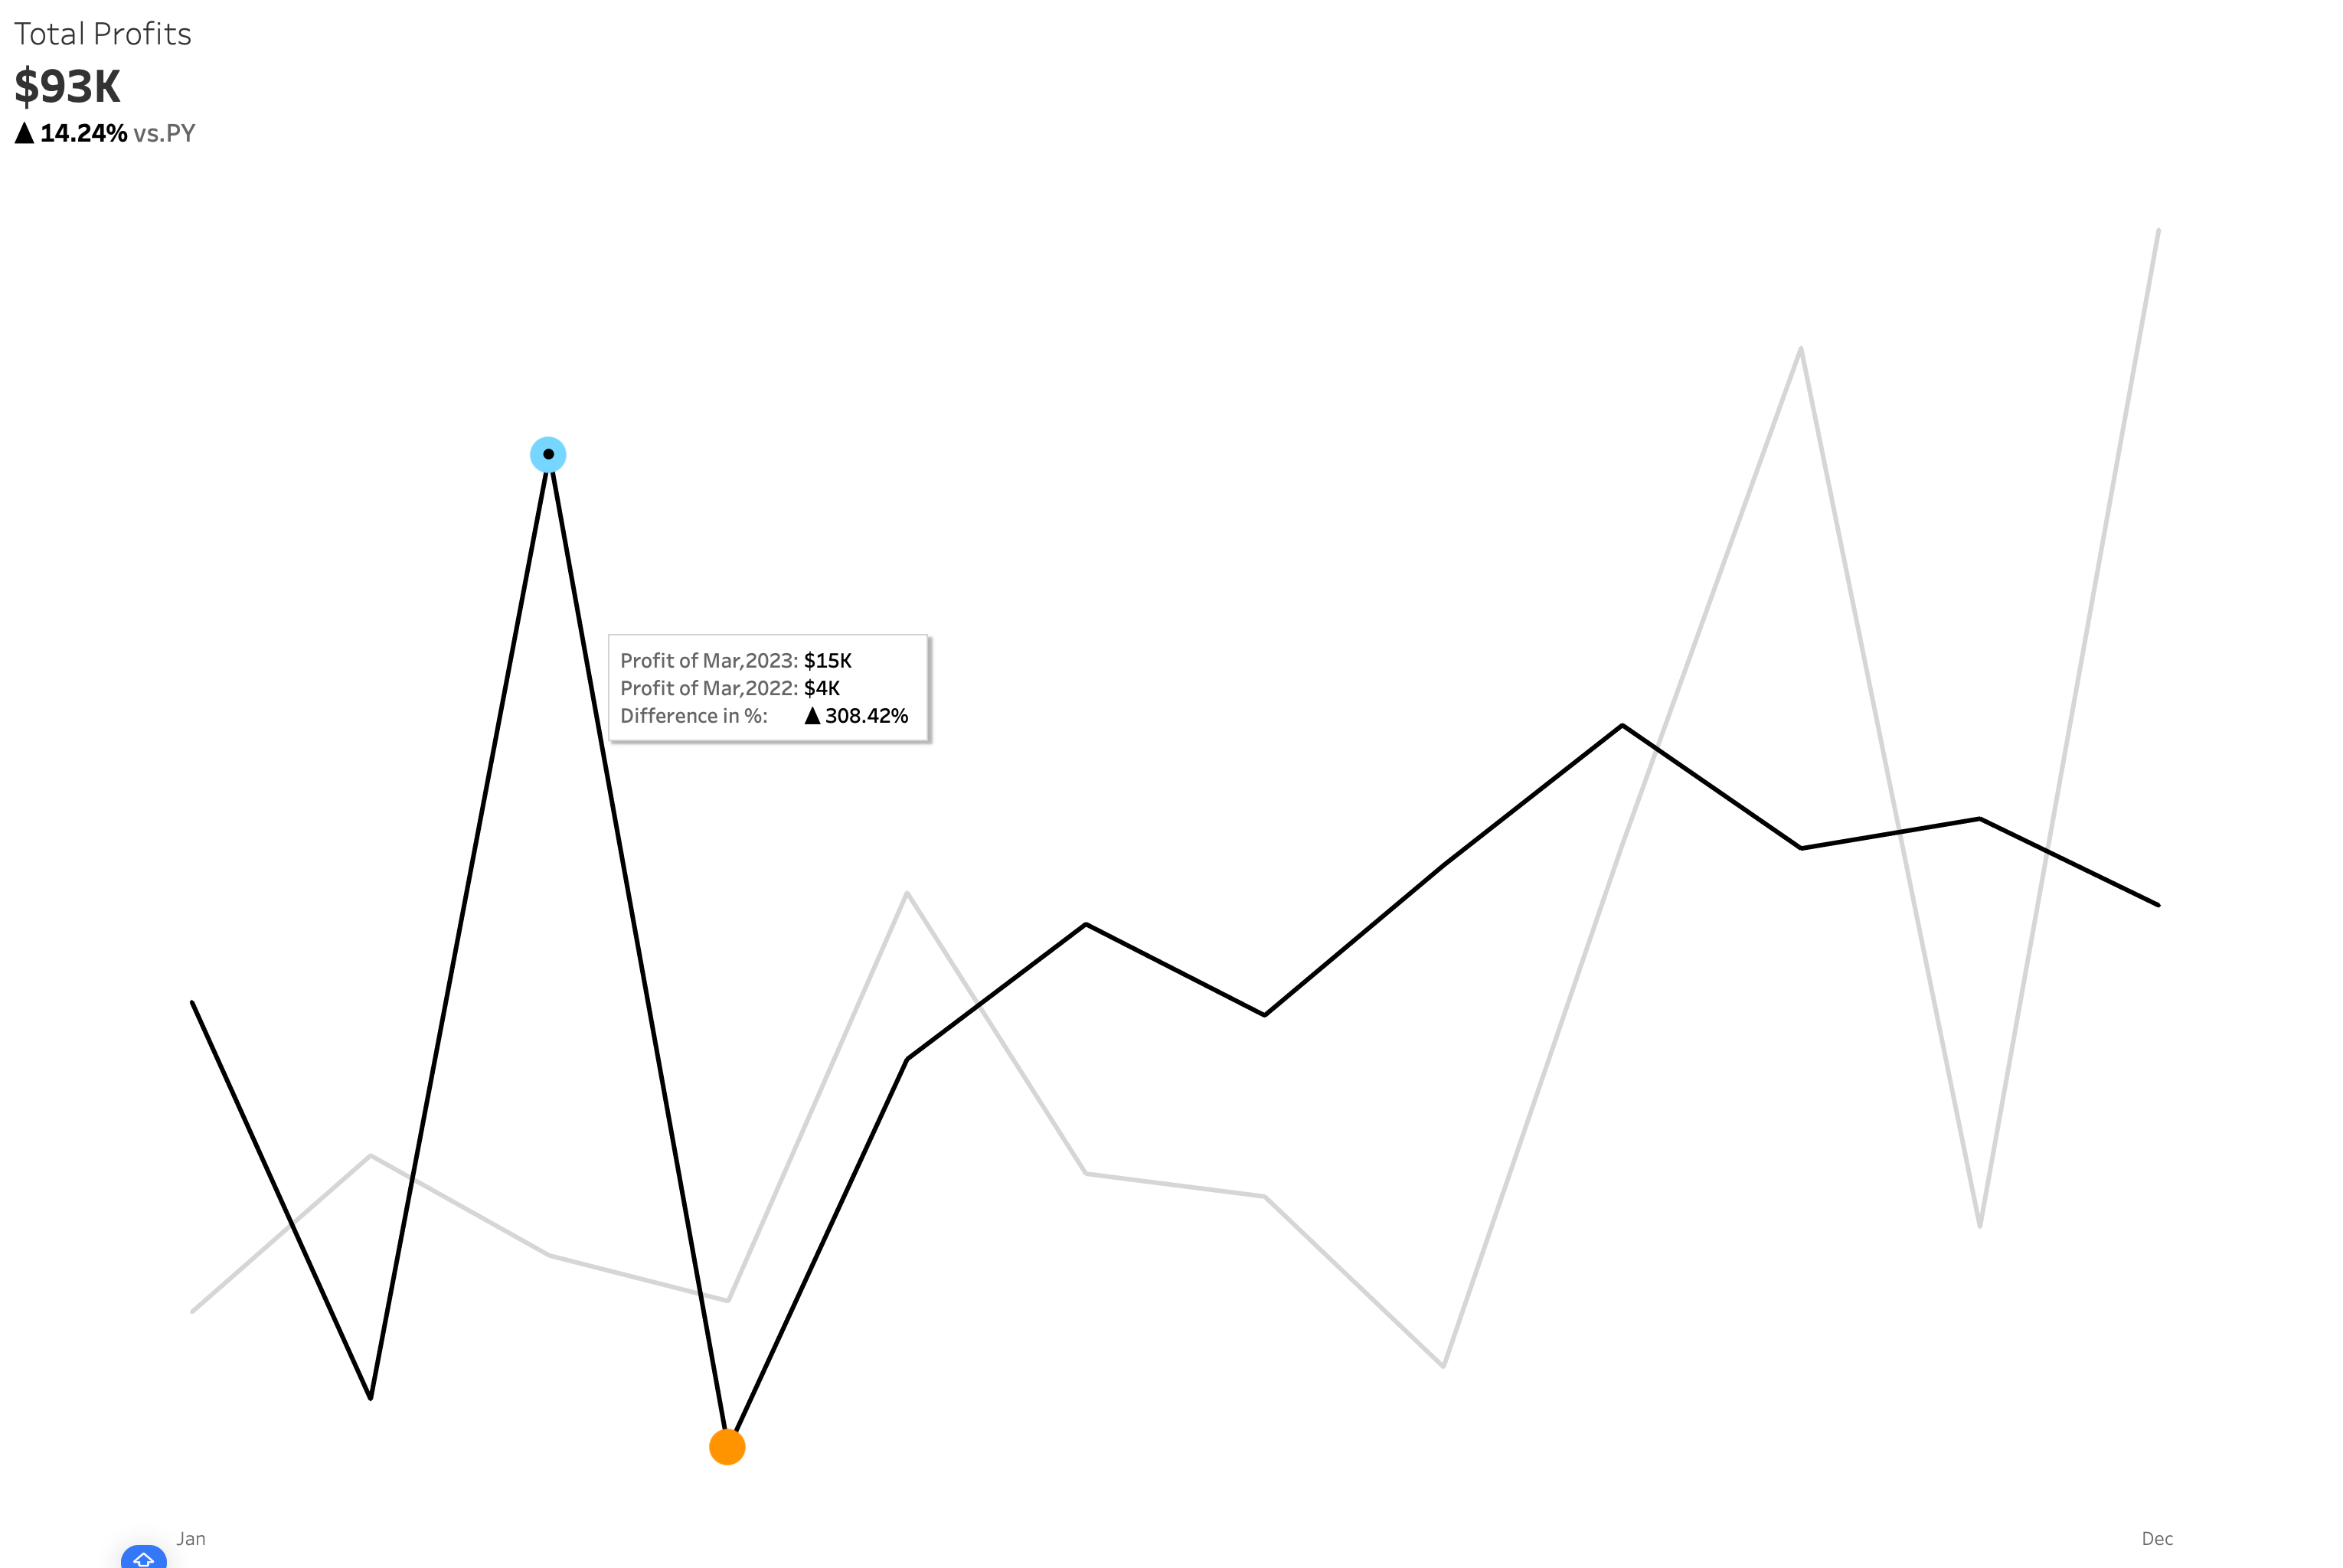 Total Profits
$93K
▲ 14.24% vs.PY
Profit of Mar,2023: $15K
Profit of Mar,2022: $4K
Difference in %: ▲ 308.42%
Jan
Dec